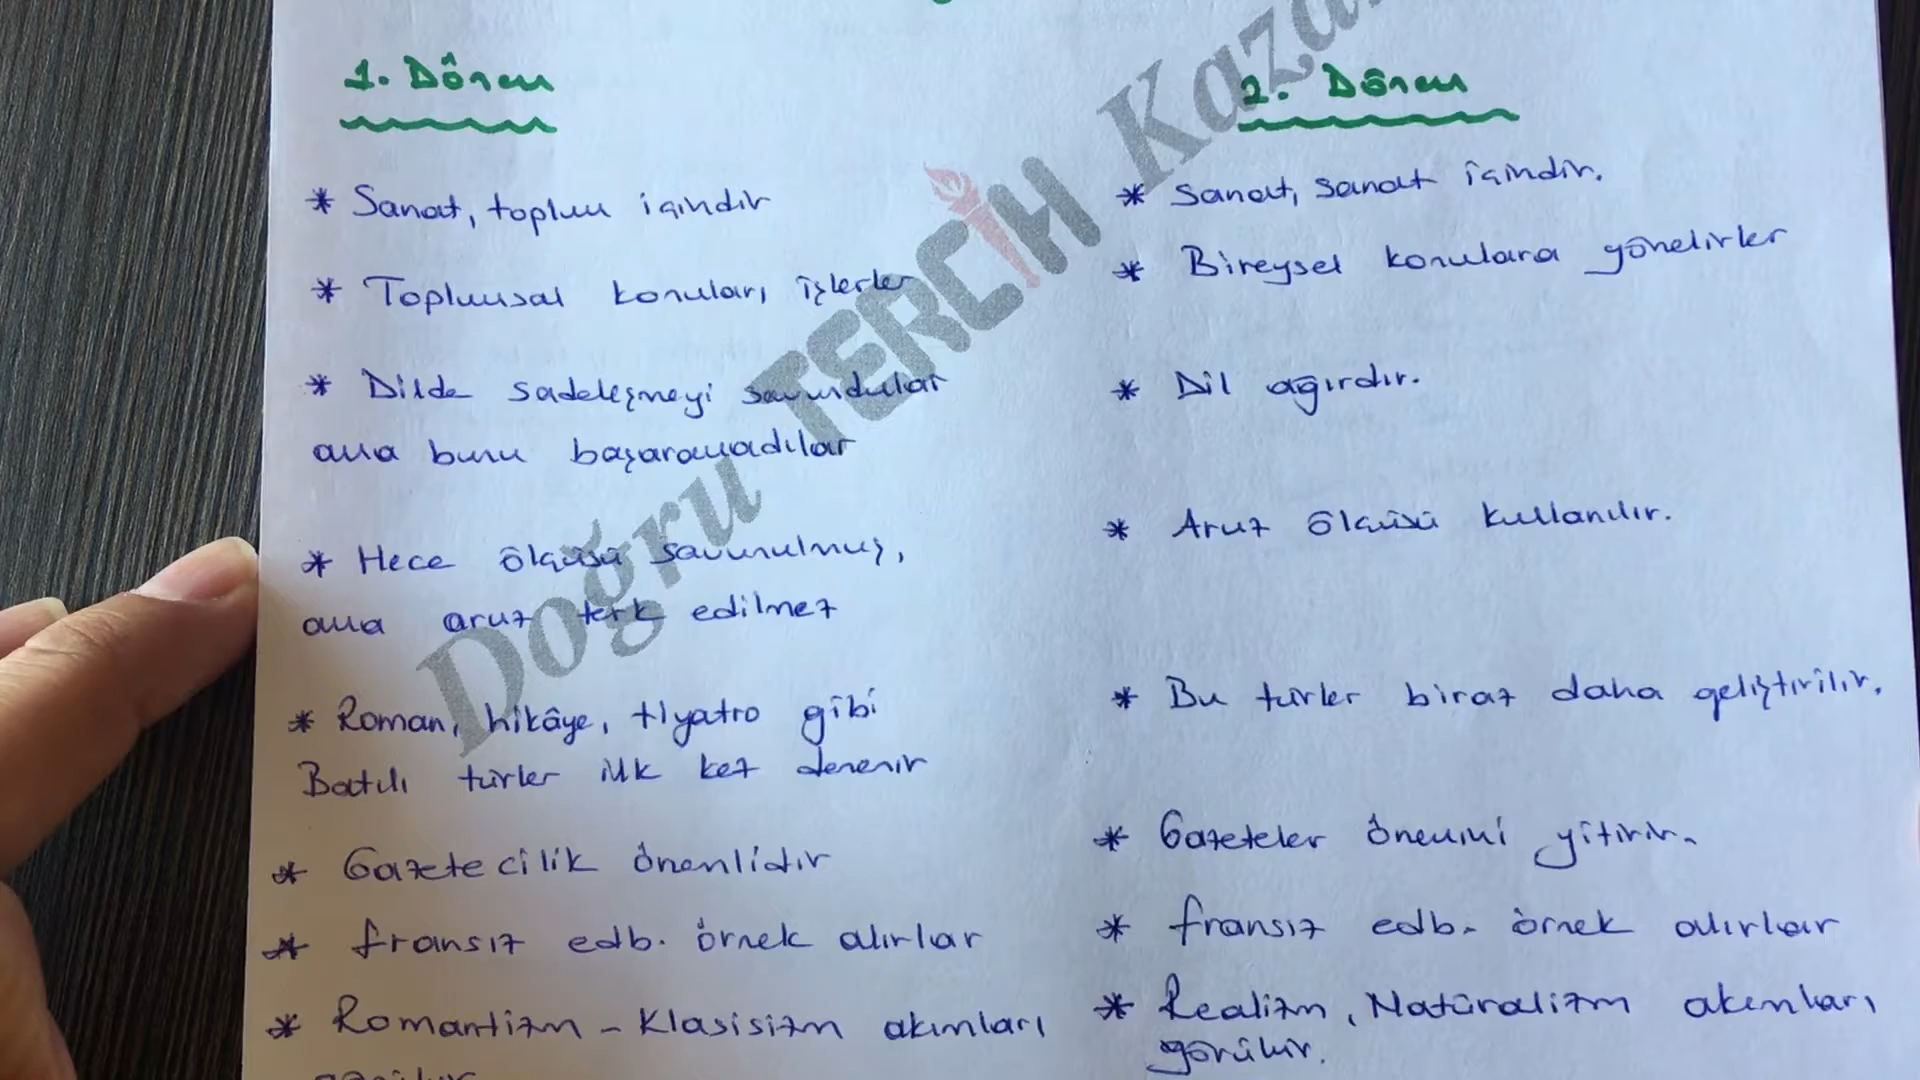 1. Dönem
* Sanat, toplum içindir
* Toplumsal konuları işlerler
* Dilde sadeleşmeyi savundular
ama bunu başaramadılar
* Hece ölçüsü savunulmuş,
ama aruz terk edilmez
* Roman, hikâye, tiyatro gibi
Batılı türler ilk kez denenir
* Gazetecilik önemlidir
* Fransız edb. örnek alırlar
* Romantizm - Klasisizm akımları
görülür
2. Dönem
* Sanat, sanat içindir.
* Bireysel konulara yönelirler
* Dil ağırdır.
* Aruz ölçüsü kullanılır.
* Bu türler biraz daha geliştirilir.
* Gazeteler önemini yitirir.
* Fransız edb. örnek alırlar
* Realizm, Natüralizm akımları
görülür.
Doğru TERCİH